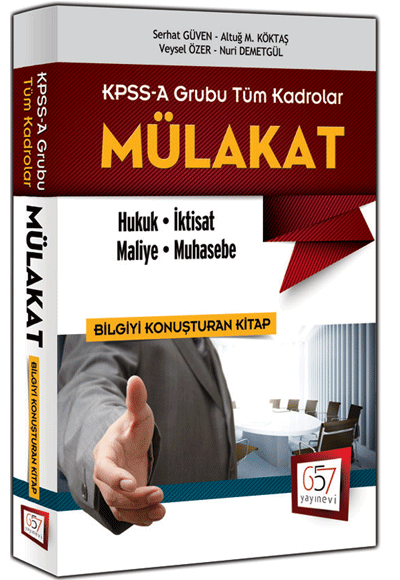 Serhat GÜVEN - Altuğ M. KÖKTAŞ
Veysel ÖZER - Nuri DEMETGÜL
KPSS-A Grubu Tüm Kadrolar
MÜLAKAT
Hukuk • İktisat
Maliye • Muhasebe
BİLGİYİ KONUŞTURAN KİTAP
657
yayınevi
KPSS-A Grubu
Tüm Kadrolar
MÜLAKAT
BİLGİYİ KONUŞTURAN KİTAP
657
yayınevi